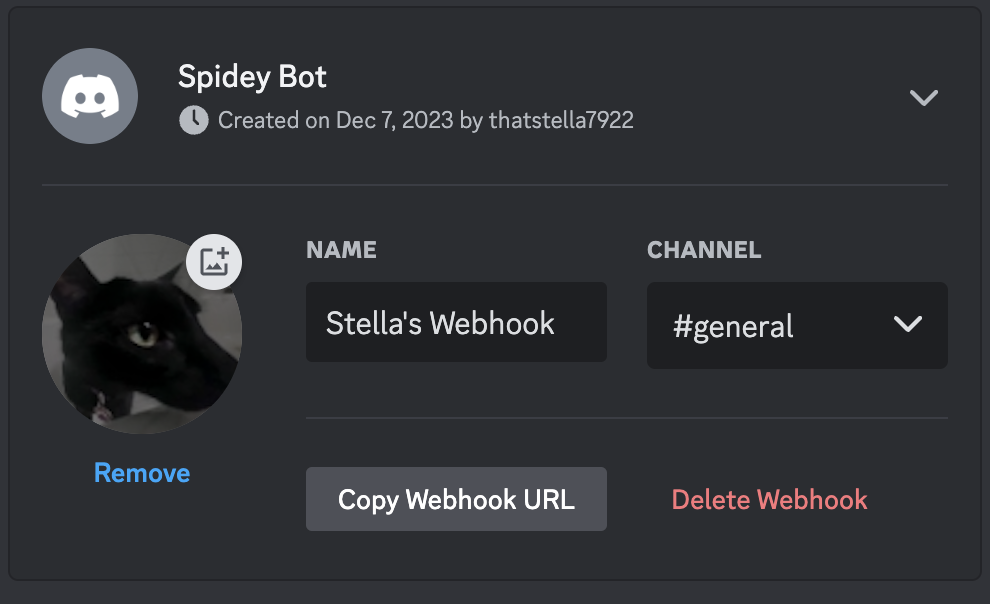 Spidey Bot
Created on Dec 7, 2023 by thatstella7922
NAME
CHANNEL
Stella's Webhook
#general
Remove
Copy Webhook URL
Delete Webhook